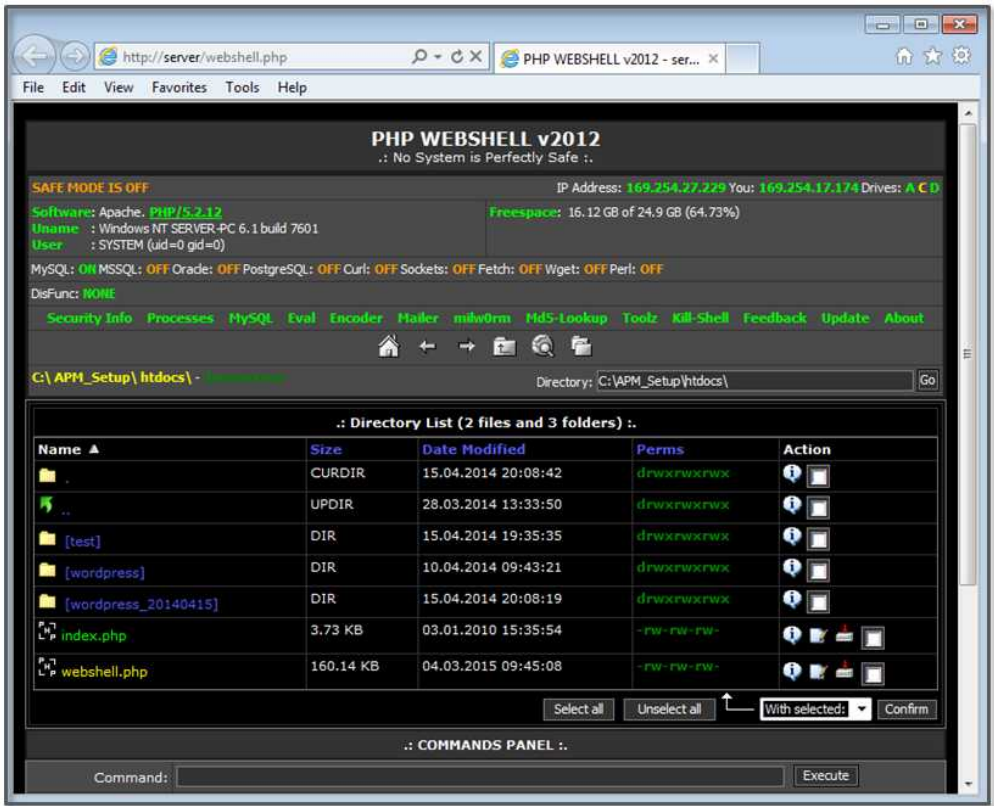 http://server/webshell.php
PHP WEBSHELL v2012 - ser...
File Edit View Favorites Tools Help
PHP WEBSHELL v2012
.: No System is Perfectly Safe :.
SAFE MODE IS OFF
IP Address: 169.254.27.229 You: 169.254.17.174 Drives: A C D
Software: Apache. PHP/5.2.12
Freespace: 16.12 GB of 24.9 GB (64.73%)
Uname : Windows NT SERVER-PC 6.1 build 7601
User : SYSTEM (uid=0 gid=0)
MySQL: ON MSSQL: OFF Oracle: OFF PostgreSQL: OFF Curl: OFF Sockets: OFF Fetch: OFF Wget: OFF Perl: OFF
DisFunc: NONE
Security Info Processes MySQL Eval Encoder Mailer milw0rm Md5-Lookup Toolz Kill-Shell Feedback Update About
C:\ APM_Setup\ htdocs\ -
Directory: C:\APM_Setup\htdocs\ Go
.: Directory List (2 files and 3 folders) :.
Name Size Date Modified Perms Action
. CURDIR 15.04.2014 20:08:42 drwxrwxrwx
.. UPDIR 28.03.2014 13:33:50 drwxrwxrwx
[test] DIR 15.04.2014 19:35:35 drwxrwxrwx
[wordpress] DIR 10.04.2014 09:43:21 drwxrwxrwx
[wordpress_20140415] DIR 15.04.2014 20:08:19 drwxrwxrwx
index.php 3.73 KB 03.01.2010 15:35:54 -rw-rw-rw-
webshell.php 160.14 KB 04.03.2015 09:45:08 -rw-rw-rw-
Select all Unselect all With selected: Confirm
.: COMMANDS PANEL :.
Command: Execute